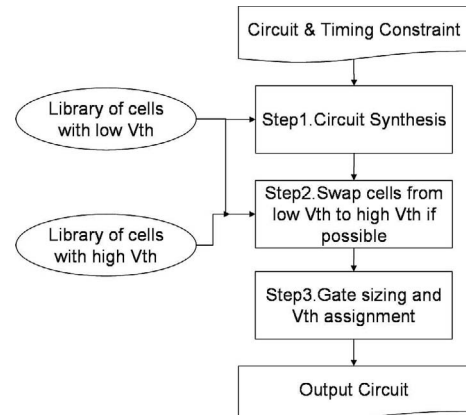 Circuit & Timing Constraint
Library of cells
with low Vth
Step1.Circuit Synthesis
Step2.Swap cells from
low Vth to high Vth if
possible
Library of cells
with high Vth
Step3.Gate sizing and
Vth assignment
Output Circuit